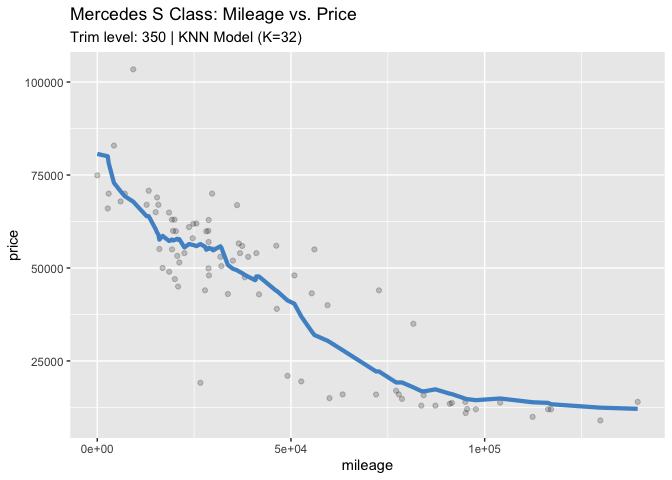 Mercedes S Class: Mileage vs. Price
Trim level: 350 | KNN Model (K=32)
100000
75000
50000
25000
price
0e+00
5e+04
1e+05
mileage